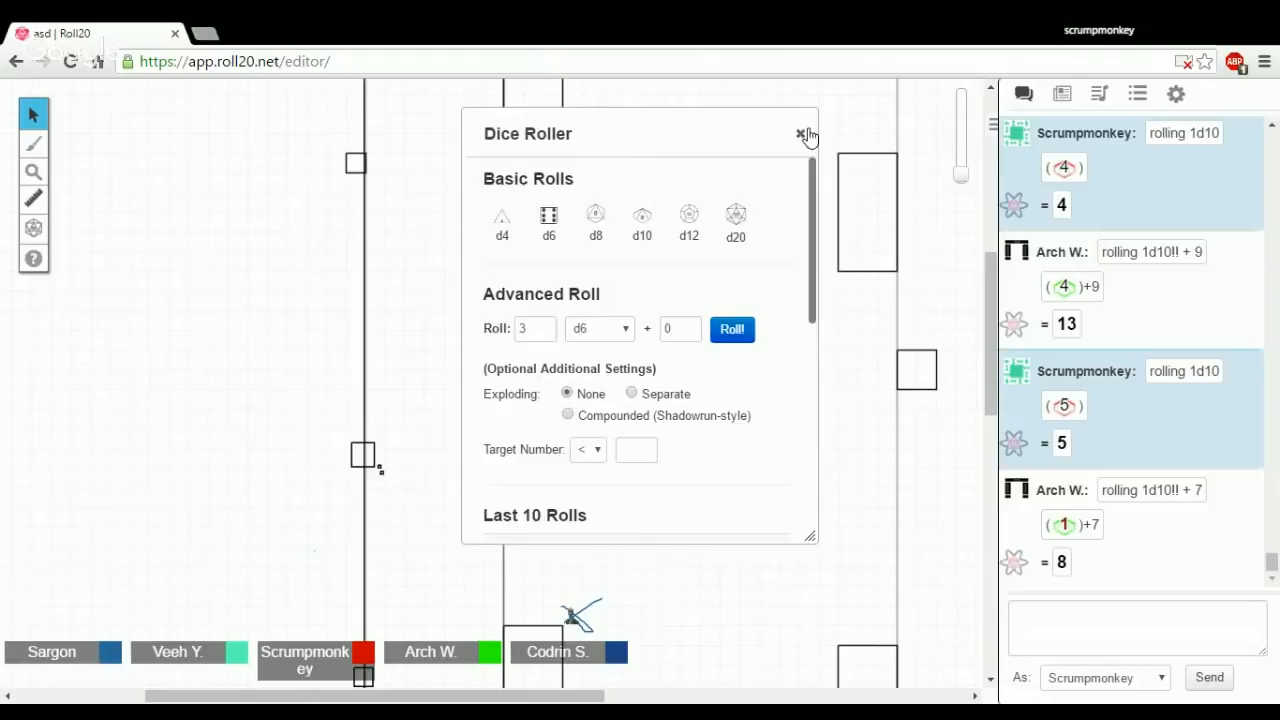 asd | Roll20
scrumpmonkey
https://app.roll20.net/editor/
ABP
Dice Roller
Basic Rolls
d4 d6 d8 d10 d12 d20
Advanced Roll
Roll: 3 d6 + 0 Roll!
(Optional Additional Settings)
Exploding: None Separate
Compounded (Shadowrun-style)
Target Number: <
Last 10 Rolls
Scrumpmonkey: rolling 1d10
(4)
= 4
Arch W.: rolling 1d10!! + 9
(4)+9
= 13
Scrumpmonkey: rolling 1d10
(5)
= 5
Arch W.: rolling 1d10!! + 7
(1)+7
= 8
As: Scrumpmonkey Send
Sargon Veeh Y. Scrumpmonk
ey
Arch W. Codrin S.